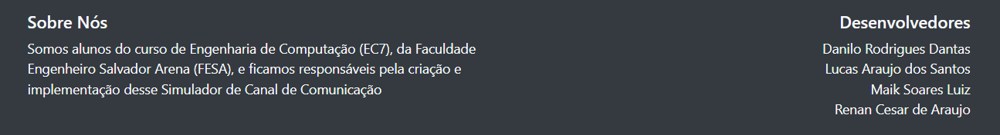 Sobre Nós
Somos alunos do curso de Engenharia de Computação (EC7), da Faculdade
Engenheiro Salvador Arena (FESA), e ficamos responsáveis pela criação e
implementação desse Simulador de Canal de Comunicação
Desenvolvedores
Danilo Rodrigues Dantas
Lucas Araujo dos Santos
Maik Soares Luiz
Renan Cesar de Araujo